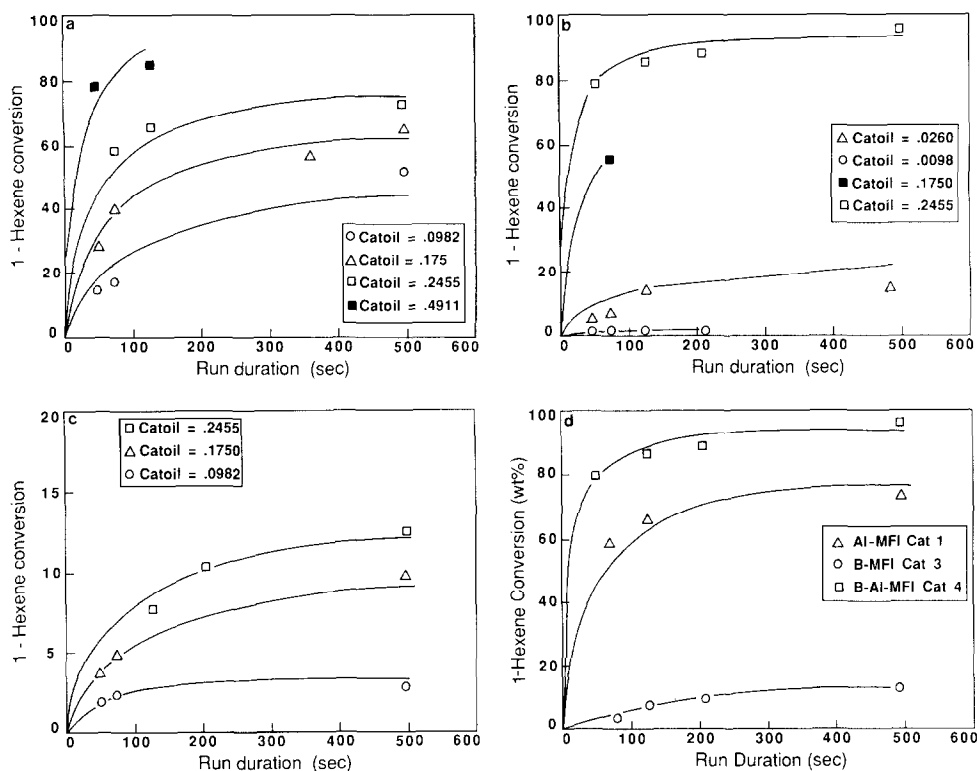 a
100
80
60
40
20
0
1 - Hexene conversion
0 100 200 300 400 500 600
Run duration (sec)
Catoil = .0982
Catoil = .175
Catoil = .2455
Catoil = .4911
b
100
80
60
40
20
0
1 - Hexene conversion
0 100 200 300 400 500 600
Run duration (sec)
Catoil = .0260
Catoil = .0098
Catoil = .1750
Catoil = .2455
c
20
15
10
5
0
1 - Hexene conversion
0 100 200 300 400 500 600
Run duration (sec)
Catoil = .2455
Catoil = .1750
Catoil = .0982
d
100
80
60
40
20
0
1-Hexene Conversion (wt%)
0 100 200 300 400 500 600
Run Duration (sec)
Al-MFI Cat 1
B-MFI Cat 3
B-Al-MFI Cat 4